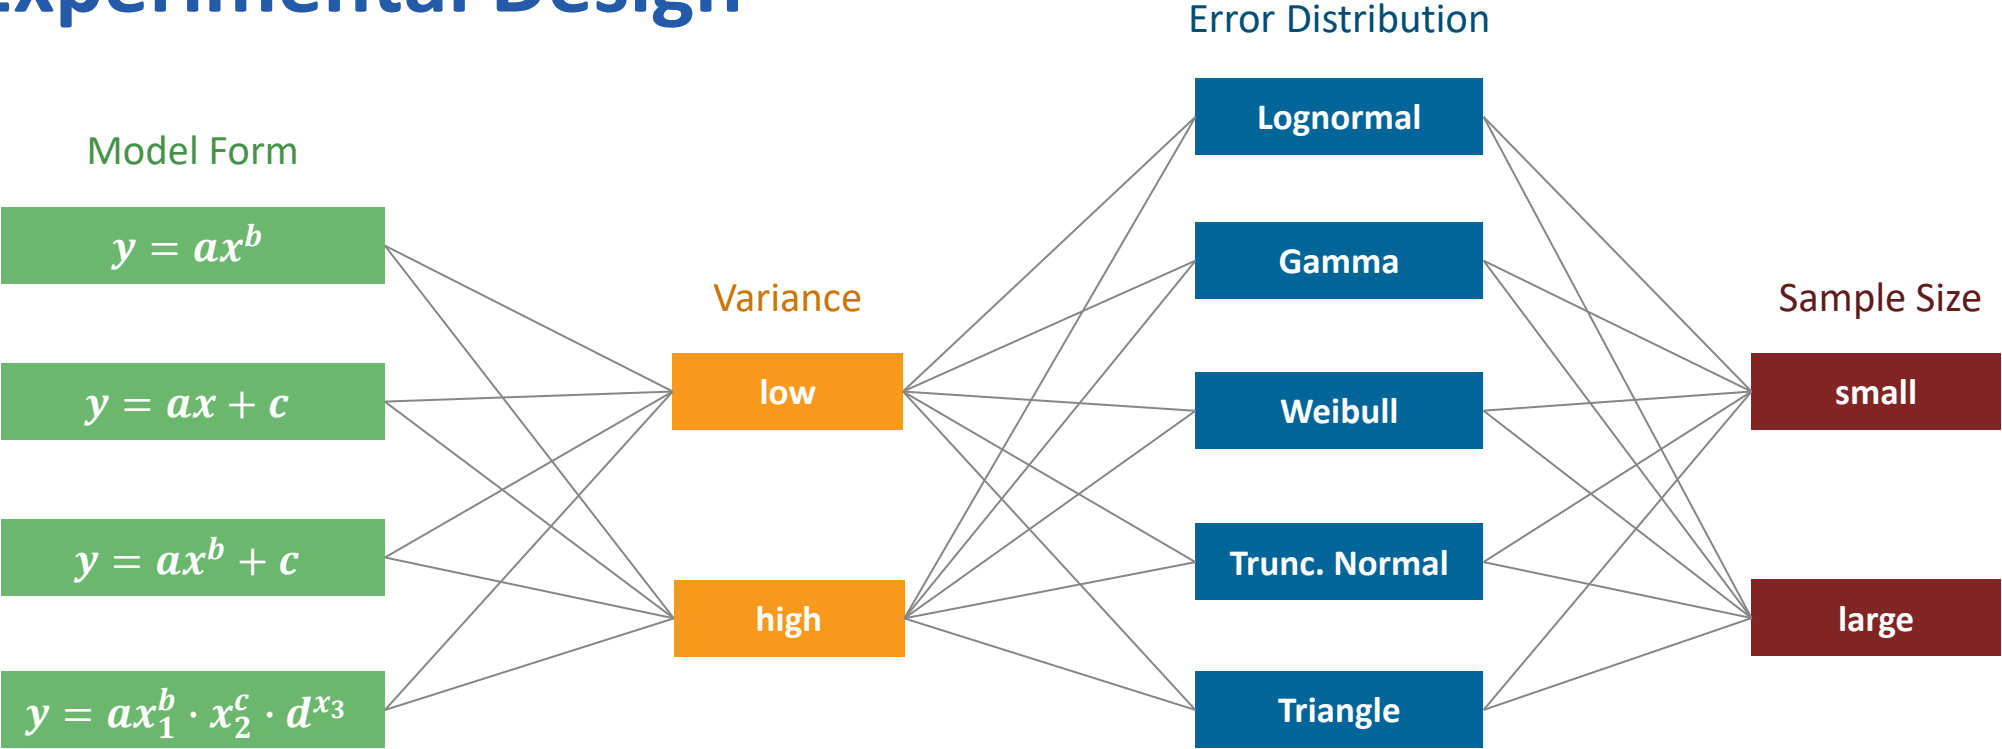 Experimental Design
Model Form
y = ax^b
y = ax + c
y = ax^b + c
y = ax_1^b · x_2^c · d^{x_3}
Variance
low
high
Error Distribution
Lognormal
Gamma
Weibull
Trunc. Normal
Triangle
Sample Size
small
large